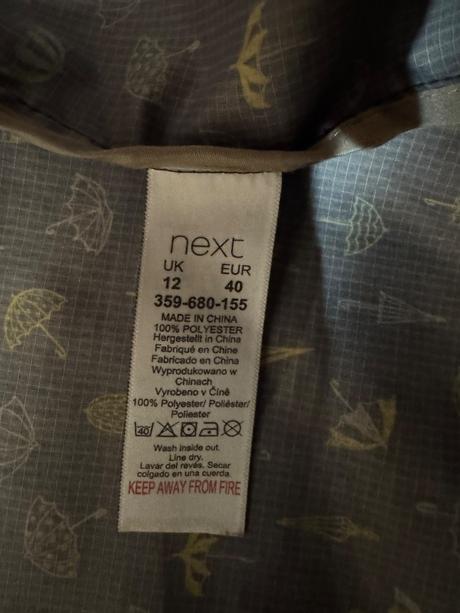 next
UK EUR
12 40
359-680-155
MADE IN CHINA
100% POLYESTER
Hergestellt in China
Fabriqué en Chine
Fabricado en China
Wyprodukowano w
Chinach
Vyrobeno v Číně
100% Polyester/ Poliéster/
Poliester
40
Wash inside out.
Line dry.
Lavar del revés. Secar
colgado en una cuerda.
KEEP AWAY FROM FIRE